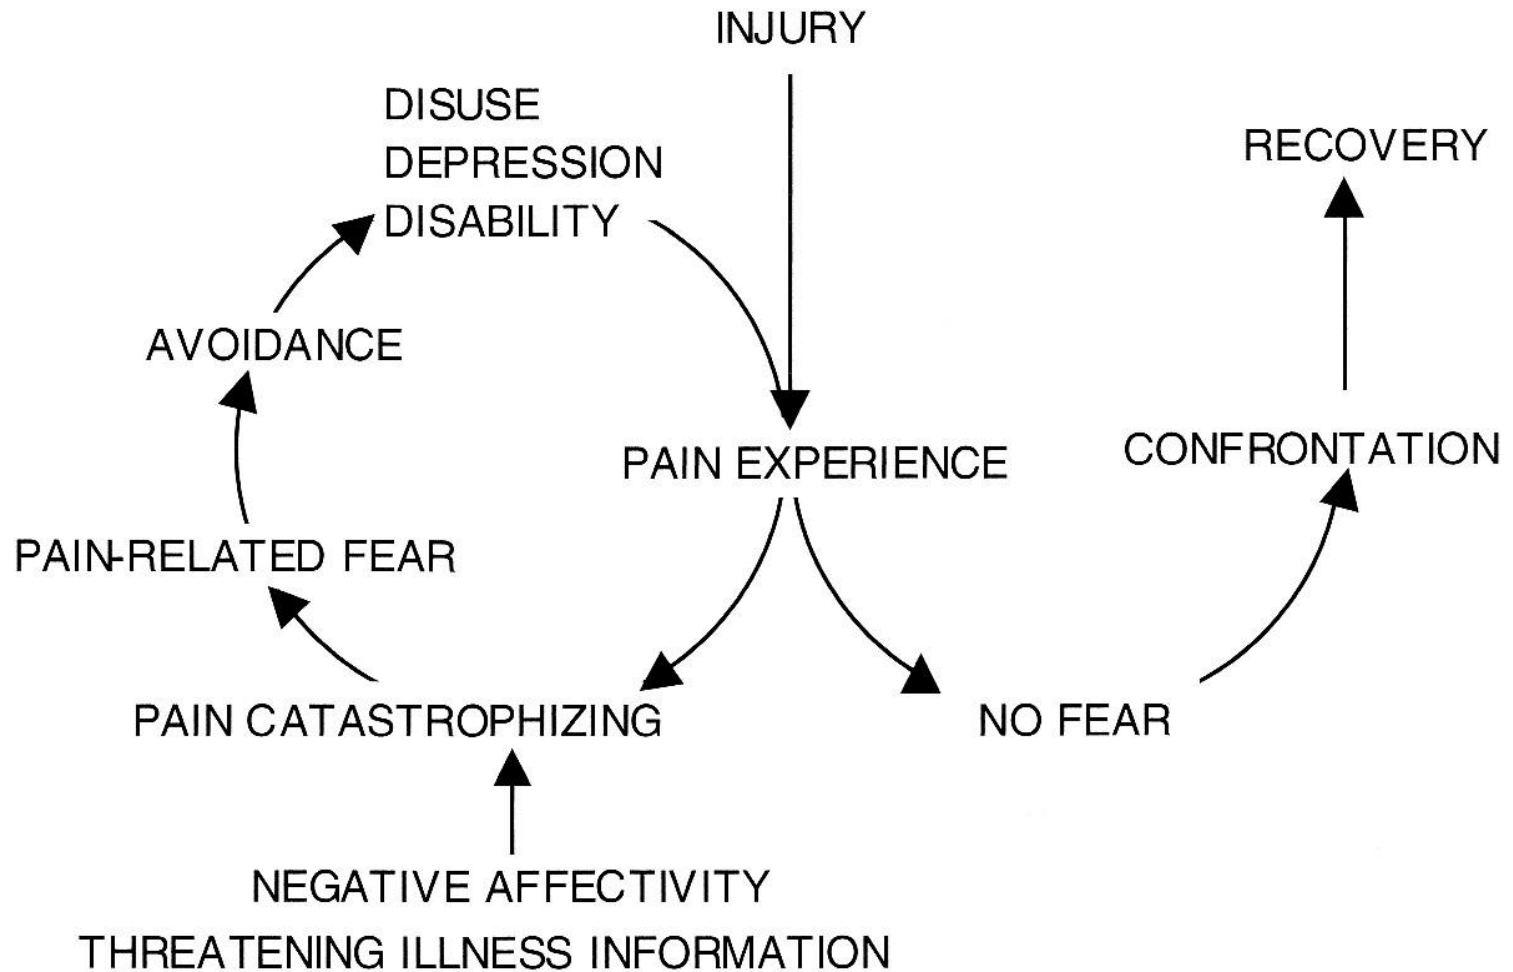 INJURY
DISUSE
DEPRESSION
DISABILITY
RECOVERY
AVOIDANCE
PAIN EXPERIENCE
CONFRONTATION
PAIN-RELATED FEAR
PAIN CATASTROPHIZING
NO FEAR
NEGATIVE AFFECTIVITY
THREATENING ILLNESS INFORMATION